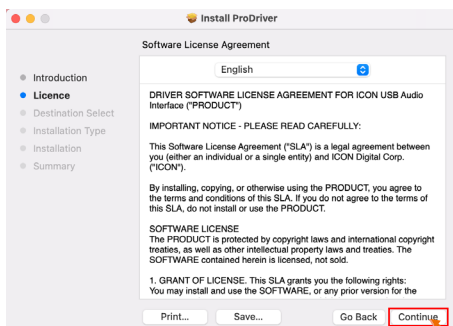 Install ProDriver
Software License Agreement
English
Introduction
Licence
Destination Select
Installation Type
Installation
Summary
DRIVER SOFTWARE LICENSE AGREEMENT FOR ICON USB Audio
Interface ("PRODUCT")
IMPORTANT NOTICE - PLEASE READ CAREFULLY:
This Software License Agreement ("SLA") is a legal agreement between
you (either an individual or a single entity) and ICON Digital Corp.
("ICON").
By installing, copying, or otherwise using the PRODUCT, you agree to
the terms and conditions of this SLA. If you do not agree to the terms of
this SLA, do not install or use the PRODUCT.
SOFTWARE LICENSE
The PRODUCT is protected by copyright laws and international copyright
treaties, as well as other intellectual property laws and treaties. The
SOFTWARE contained herein is licensed, not sold.
1. GRANT OF LICENSE. This SLA grants you the following rights:
You may install and use the SOFTWARE, or any prior version for the
Print...
Save...
Go Back
Continue